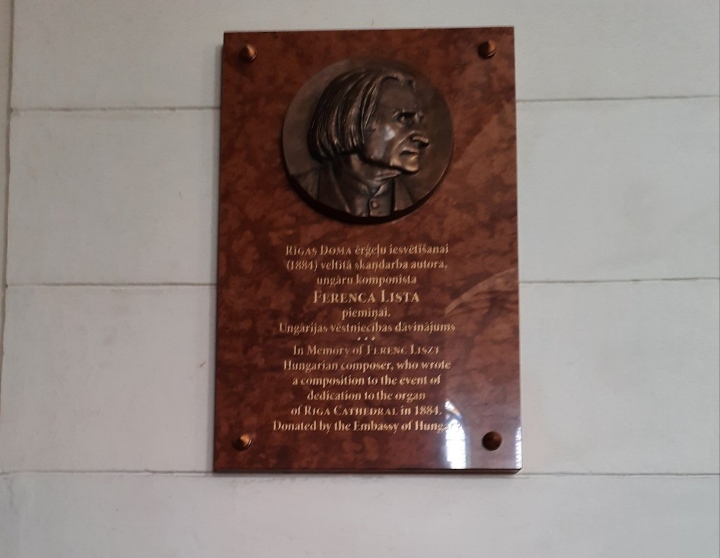 RĪGAS DOMA ērģeļu iesvētīšanai
(1884) veltītā skaņdarba autora,
ungāru komponista
FERENCA LISTA
piemiņai.
Ungārijas vēstniecības dāvinājums
In Memory of FERENC LISZT
Hungarian composer, who wrote
a composition to the event of
dedication to the organ
of RIGA CATHEDRAL in 1884.
Donated by the Embassy of